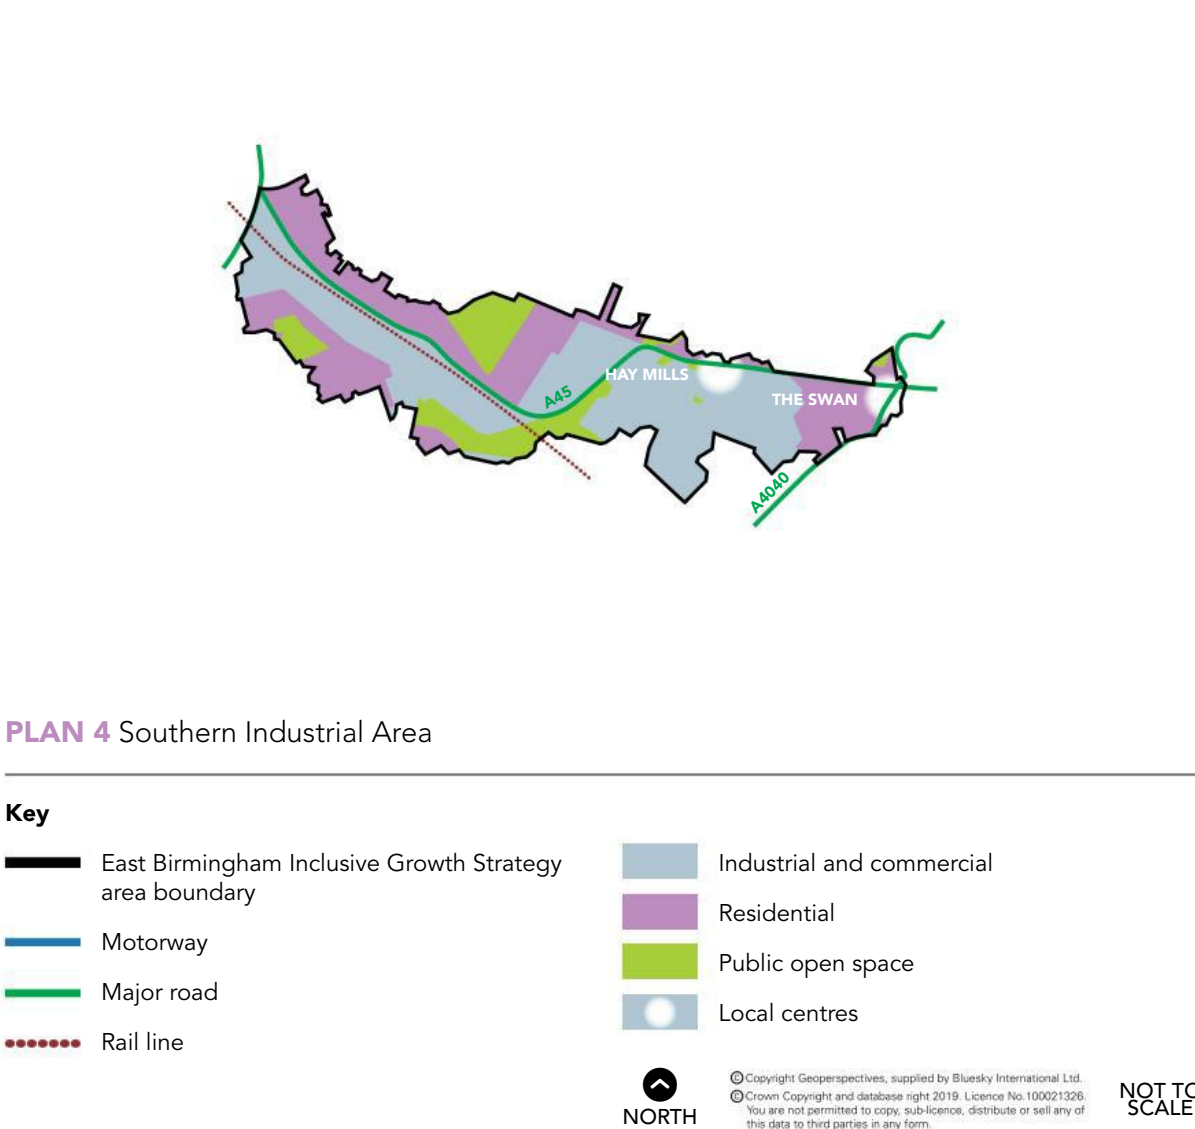 HAY MILLS
A45
THE SWAN
A4040
PLAN 4 Southern Industrial Area
Key
East Birmingham Inclusive Growth Strategy
area boundary
Motorway
Major road
Rail line
Industrial and commercial
Residential
Public open space
Local centres
NORTH
© Copyright Geoperspectives, supplied by Bluesky International Ltd.
© Crown Copyright and database right 2019. Licence No.100021326.
You are not permitted to copy, sub-licence, distribute or sell any of
this data to third parties in any form.
NOT TO
SCALE